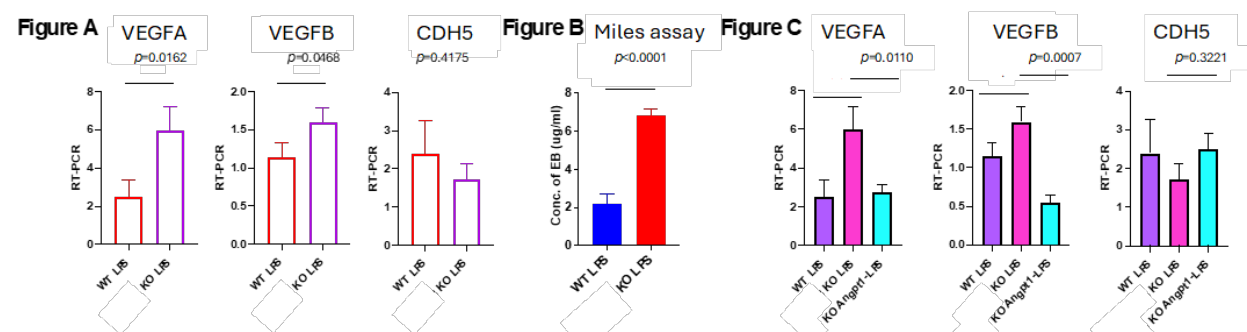 Figure A
VEGFA
p=0.0162
8
6
4
2
0
RT-PCR
WT LPS
KO LPS
VEGFB
p=0.0468
2.0
1.5
1.0
0.5
0.0
RT-PCR
WT LPS
KO LPS
CDH5
p=0.4175
4
3
2
1
0
RT-PCR
WT LPS
KO LPS
Figure B
Miles assay
p<0.0001
8
6
4
2
0
Conc. of EB (ug/ml)
WT LPS
KO LPS
Figure C
VEGFA
p=0.0110
8
6
4
2
0
RT-PCR
WT LPS
KO LPS
KO Angpt1-LPS
VEGFB
p=0.0007
2.0
1.5
1.0
0.5
0.0
RT-PCR
WT LPS
KO LPS
KO Angpt1-LPS
CDH5
p=0.3221
4
3
2
1
0
RT-PCR
WT LPS
KO LPS
KO Angpt1-LPS